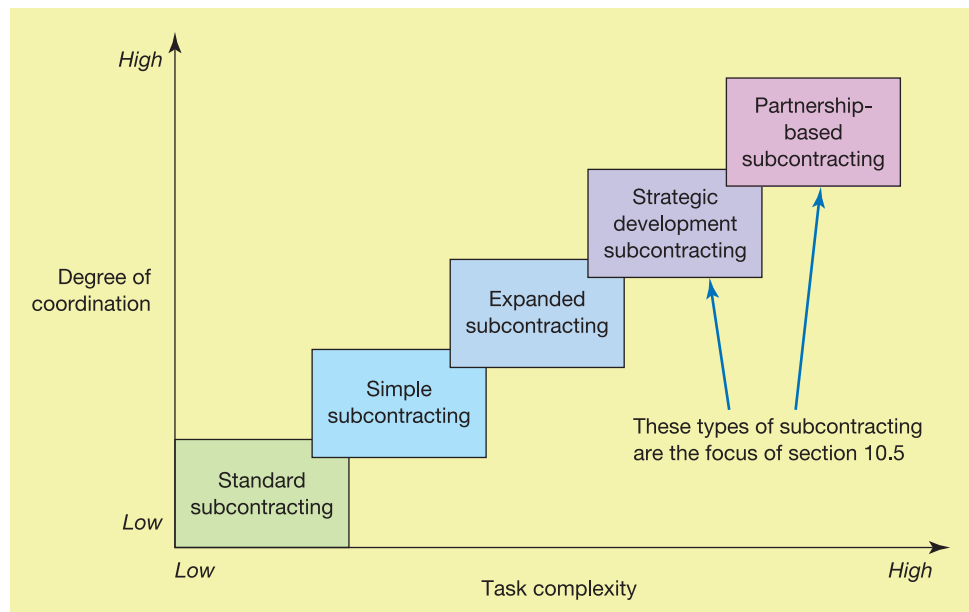 High
Partnership-
based
subcontracting
Strategic
development
subcontracting
Degree of
coordination
Expanded
subcontracting
Simple
subcontracting
These types of subcontracting
are the focus of section 10.5
Standard
subcontracting
Low
Low
Task complexity
High